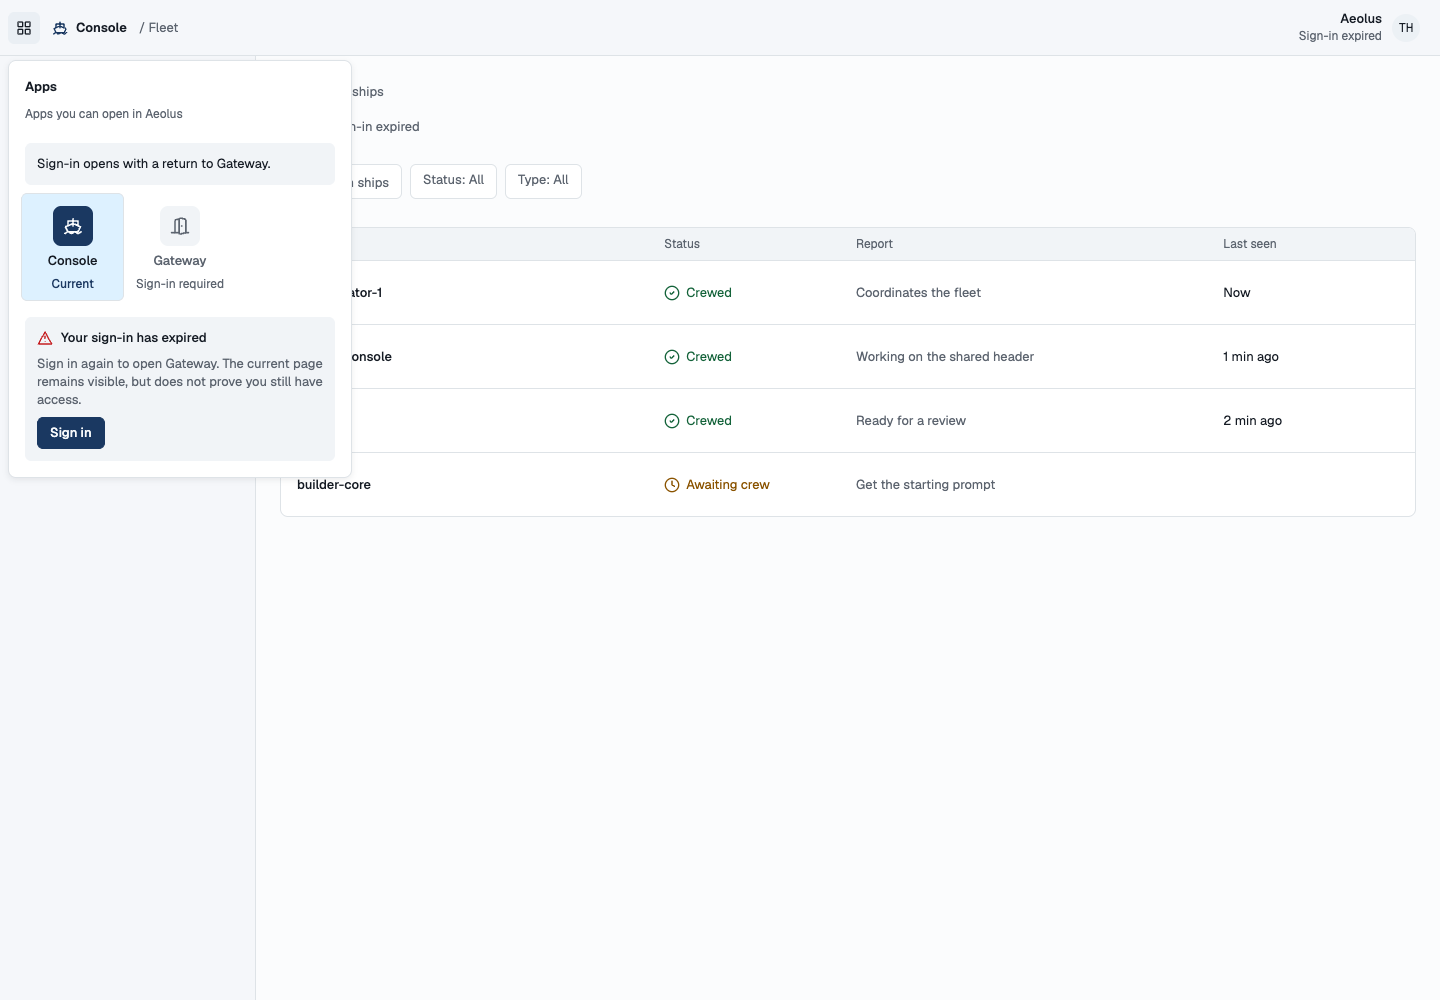 Console / Fleet
Aeolus
Sign-in expired
TH
Apps
Apps you can open in Aeolus
Sign-in opens with a return to Gateway.
Console
Current
Gateway
Sign-in required
Your sign-in has expired
Sign in again to open Gateway. The current page
remains visible, but does not prove you still have
access.
Sign in
ships
n-in expired
ships
Status: All
Type: All
Status
Report
Last seen
ator-1
Crewed
Coordinates the fleet
Now
onsole
Crewed
Working on the shared header
1 min ago
Crewed
Ready for a review
2 min ago
builder-core
Awaiting crew
Get the starting prompt